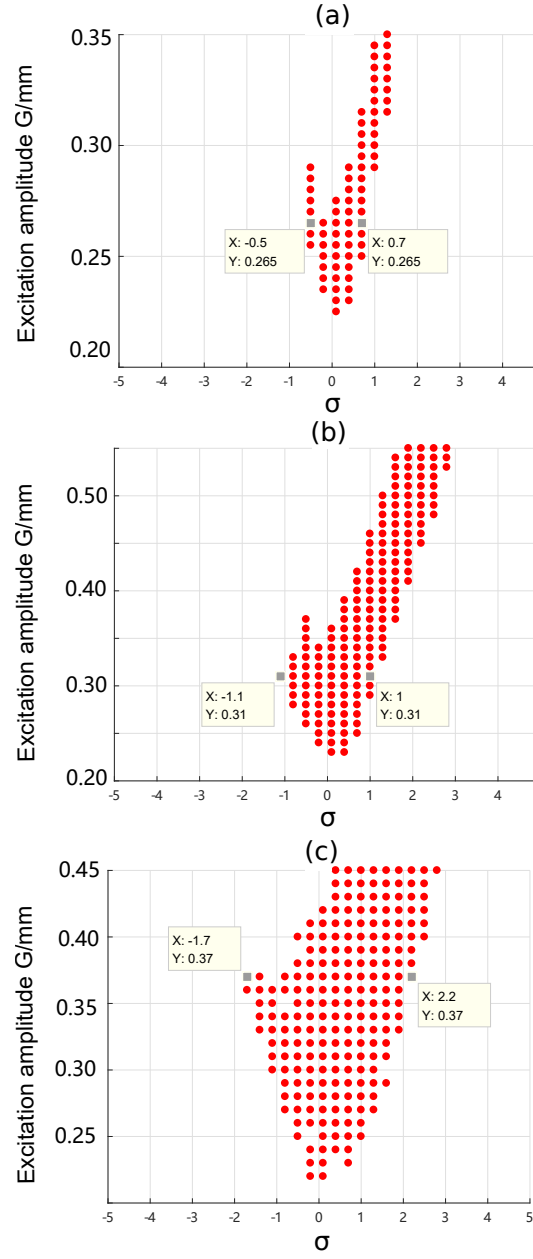 (a)
Excitation amplitude G/mm
0.35
0.30
0.25
0.20
X: -0.5
Y: 0.265
X: 0.7
Y: 0.265
-5 -4 -3 -2 -1 0 1 2 3 4
σ
(b)
Excitation amplitude G/mm
0.50
0.40
0.30
0.20
X: -1.1
Y: 0.31
X: 1
Y: 0.31
-5 -4 -3 -2 -1 0 1 2 3 4
σ
(c)
Excitation amplitude G/mm
0.45
0.40
0.35
0.30
0.25
X: -1.7
Y: 0.37
X: 2.2
Y: 0.37
-5 -4 -3 -2 -1 0 1 2 3 4 5
σ